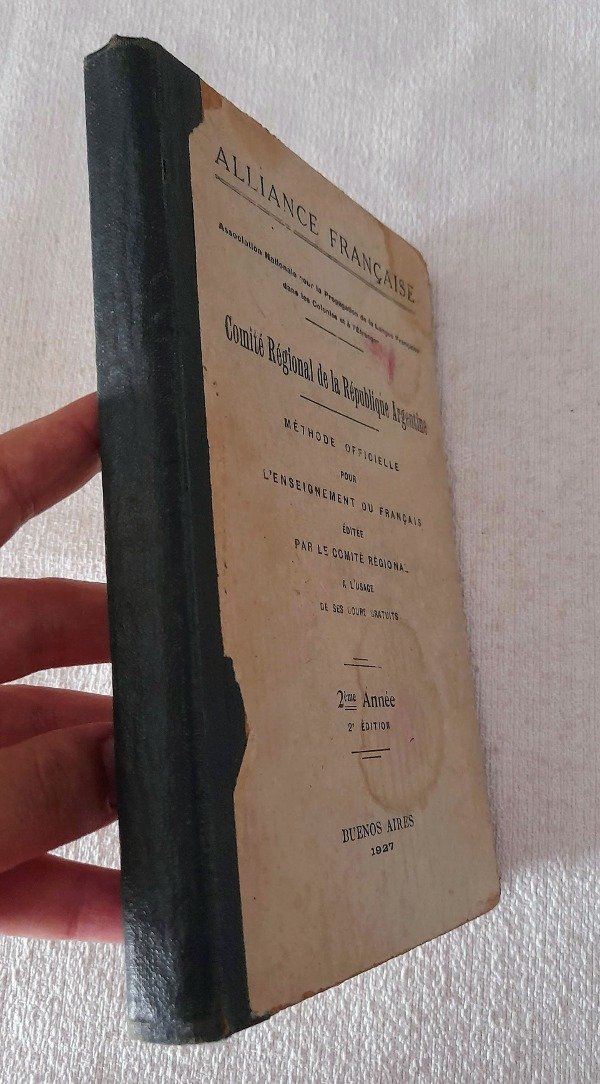 ALLIANCE FRANÇAISE
Association Nationale pour la Propagation de la Langue Française
dans les Colonies et à l'Étranger
Comité Régional de la République Argentine
MÉTHODE OFFICIELLE
POUR
L'ENSEIGNEMENT DU FRANÇAIS
ÉDITÉE
PAR LE COMITÉ RÉGIONAL
A L'USAGE
DE SES COURS GRATUITS
2ème Année
2e ÉDITION
BUENOS AIRES
1927